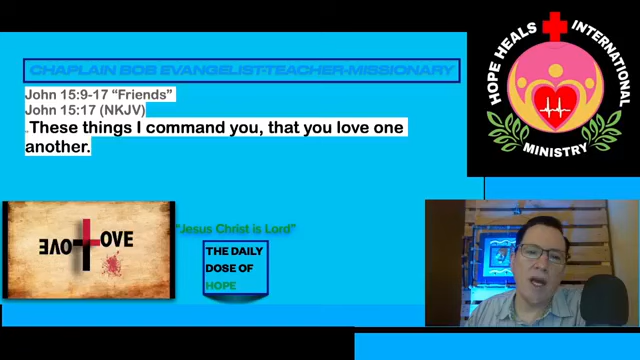 CHAPLAIN BOB EVANGELIST-TEACHER-MISSIONARY
John 15:9-17 “Friends”
John 15:17 (NKJV)
These things I command you, that you love one
another.
HOPE HEALS INTERNATIONAL
MINISTRY
"Jesus Christ is Lord"
LOVE
LOVE
THE DAILY
DOSE OF
HOPE